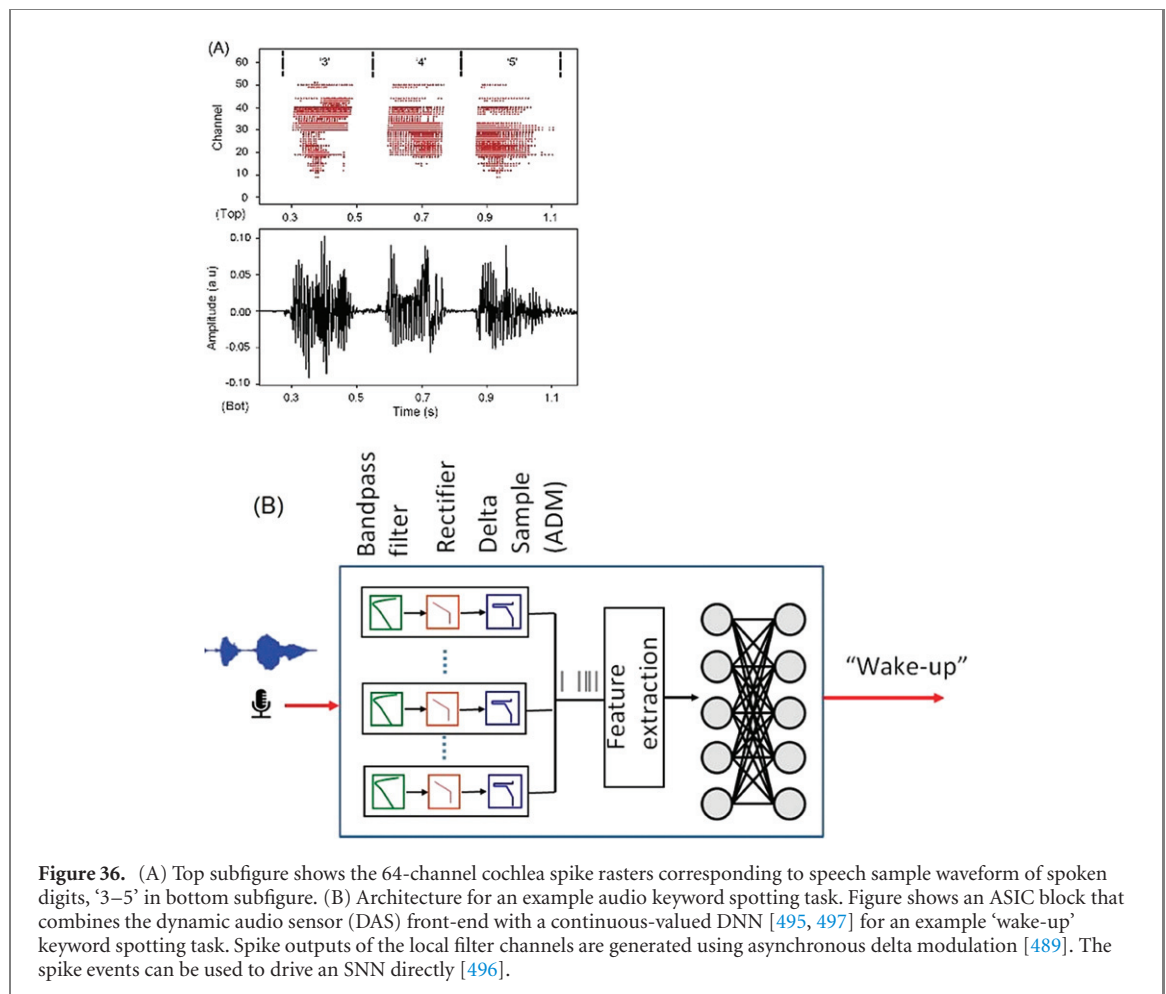 (A)
60
50
40
30
20
10
0
Channel
'3'
'4'
'5'
(Top)
0.3
0.5
0.7
0.9
1.1
0.10
0.05
0.00
-0.05
-0.10
Amplitude (a u)
(Bot)
0.3
0.5
0.7
0.9
1.1
Time (s)
(B)
Bandpass
filter
Rectifier
Delta
Sample
(ADM)
Feature
extraction
“Wake-up”
Figure 36. (A) Top subfigure shows the 64-channel cochlea spike rasters corresponding to speech sample waveform of spoken
digits, ‘3–5’ in bottom subfigure. (B) Architecture for an example audio keyword spotting task. Figure shows an ASIC block that
combines the dynamic audio sensor (DAS) front-end with a continuous-valued DNN [495, 497] for an example ‘wake-up’
keyword spotting task. Spike outputs of the local filter channels are generated using asynchronous delta modulation [489]. The
spike events can be used to drive an SNN directly [496].